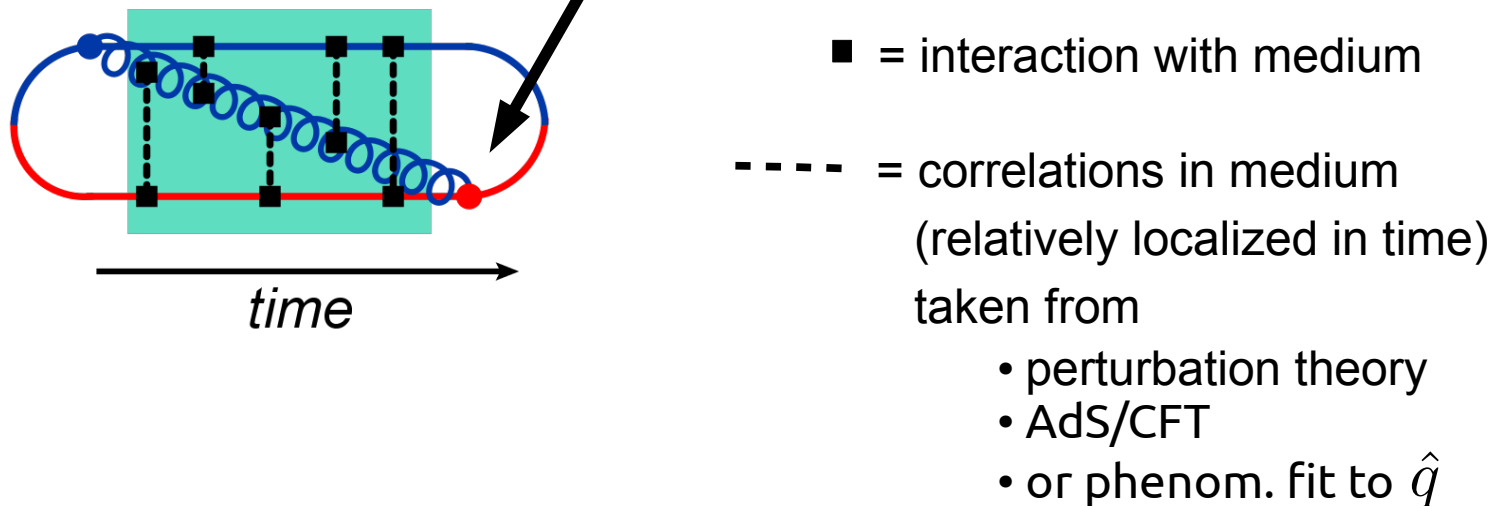 = interaction with medium
= correlations in medium
(relatively localized in time)
taken from
• perturbation theory
• AdS/CFT
• or phenom. fit to q̂
time